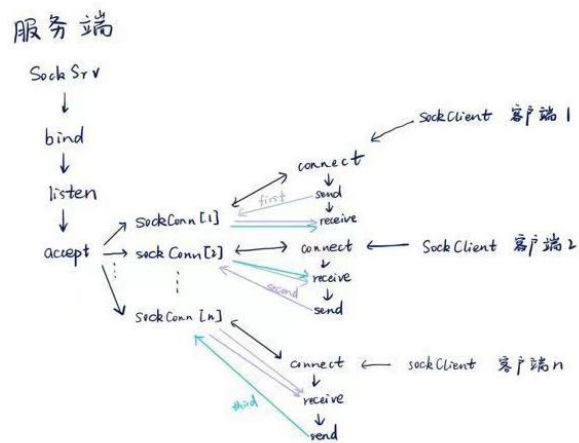 服务端
SockSrv
bind
listen
accept
sockConn[1]
sockConn[2]
sockConn[n]
sockClient 客户端1
connect
first
send
receive
connect
SockClient 客户端2
receive
second
send
connect
sockClient 客户端n
receive
third
send